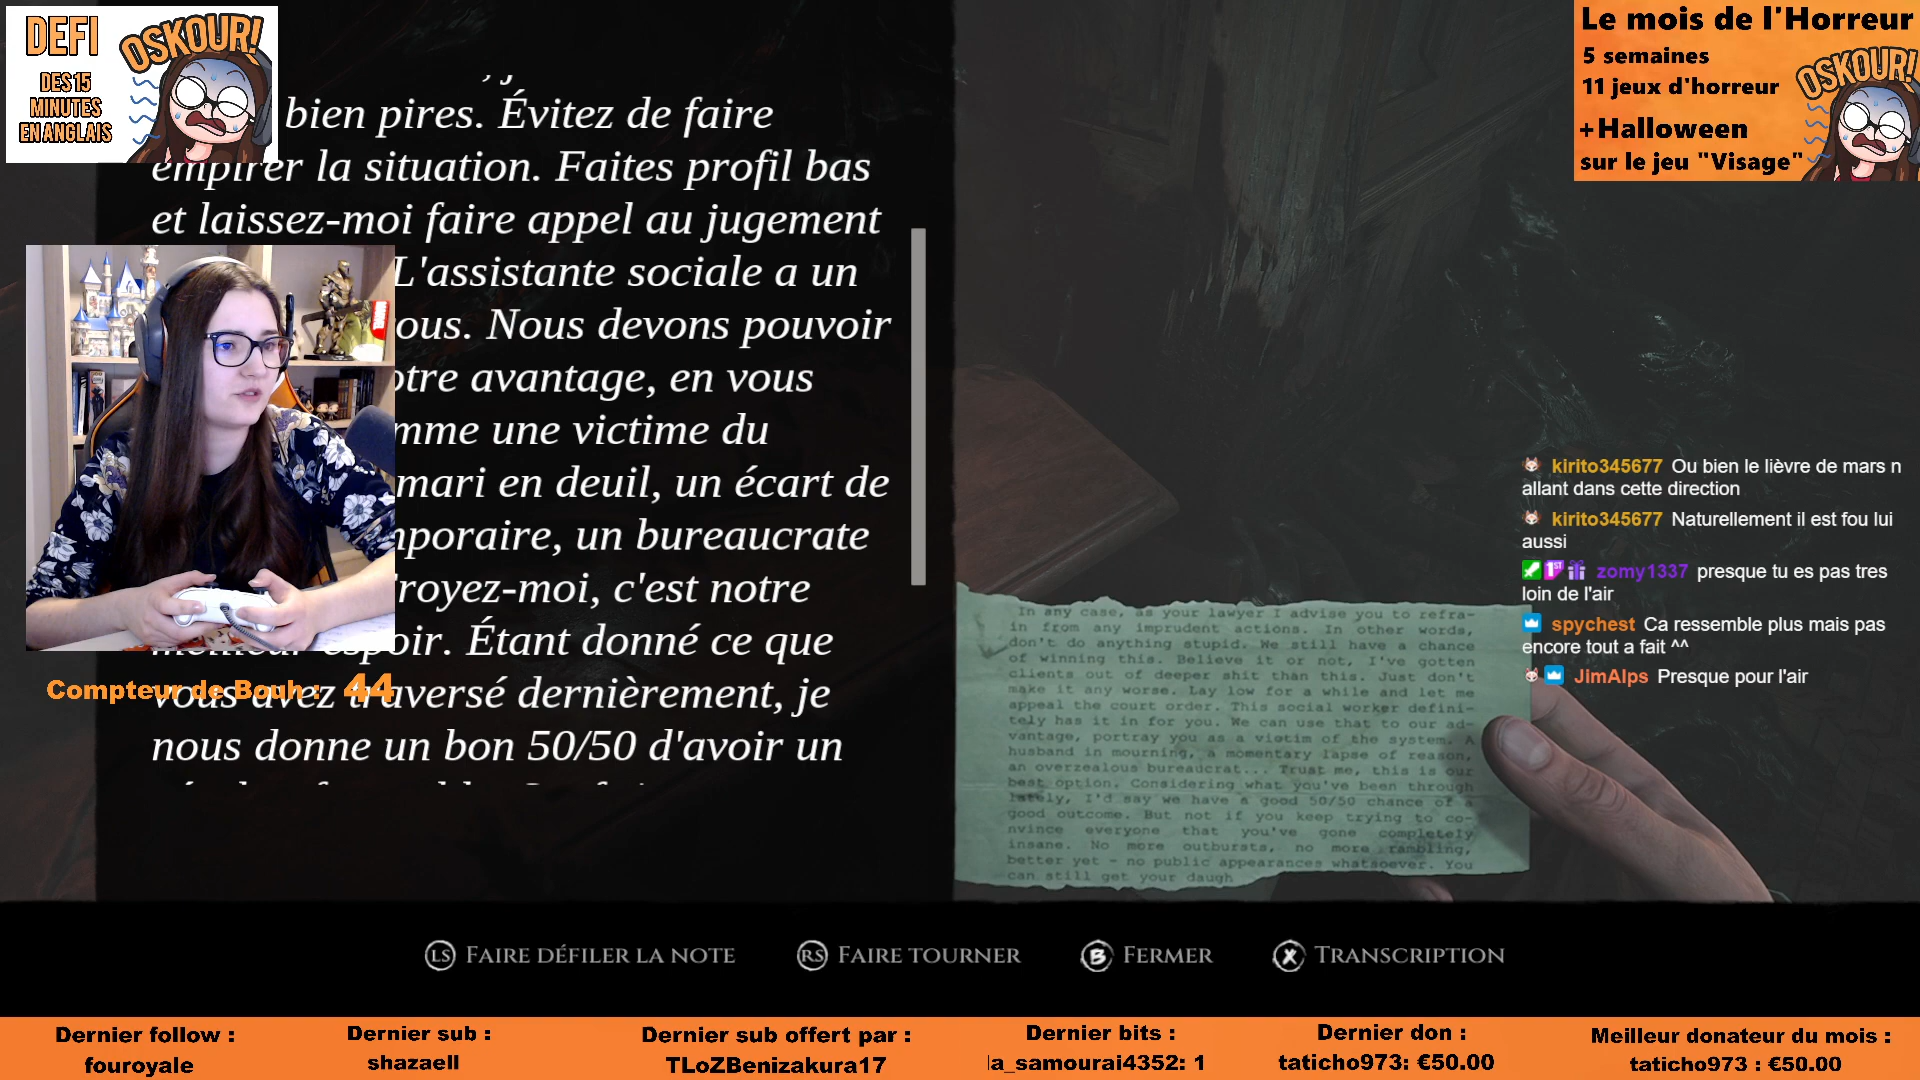 DEFI
DES 15
MINUTES
EN ANGLAIS
OSKOUR!
Le mois de l'Horreur
5 semaines
11 jeux d'horreur
+Halloween
sur le jeu "Visage"
OSKOUR!
bien pires. Évitez de faire
empirer la situation. Faites profil bas
et laissez-moi faire appel au jugement
L'assistante sociale a un
ous. Nous devons pouvoir
otre avantage, en vous
mme une victime du
mari en deuil, un écart de
mporaire, un bureaucrate
royez-moi, c'est notre
meilleur espoir. Étant donné ce que
vous avez traversé dernièrement, je
nous donne un bon 50/50 d'avoir un
Compteur de Bouh : 44
In any case, as your lawyer I advise you to refra-
in from any imprudent actions. In other words,
don't do anything stupid. We still have a chance
of winning this. Believe it or not, I've gotten
clients out of deeper shit than this. Just don't
make it any worse. Lay low for a while and let me
appeal the court order. This social worker defini-
tely has it in for you. We can use that to our ad-
vantage, portray you as a victim of the system. A
husband in mourning, a momentary lapse of reason,
an overzealous bureaucrat... Trust me, this is our
best option. Considering what you've been through
lately, I'd say we have a good 50/50 chance of a
good outcome. But not if you keep trying to co-
nvince everyone that you've gone completely
insane. No more outbursts, no more rambling,
better yet - no public appearances whatsoever. You
can still get your daugh
kirito345677 Ou bien le lièvre de mars n
allant dans cette direction
kirito345677 Naturellement il est fou lui
aussi
1ST zomy1337 presque tu es pas tres
loin de l'air
spychest Ca ressemble plus mais pas
encore tout a fait ^^
JimAlps Presque pour l'air
LS FAIRE DÉFILER LA NOTE
RS FAIRE TOURNER
B FERMER
X TRANSCRIPTION
Dernier follow :
fouroyale
Dernier sub :
shazaell
Dernier sub offert par :
TLoZBenizakura17
Dernier bits :
la_samourai4352: 1
Dernier don :
taticho973: €50.00
Meilleur donateur du mois :
taticho973 : €50.00